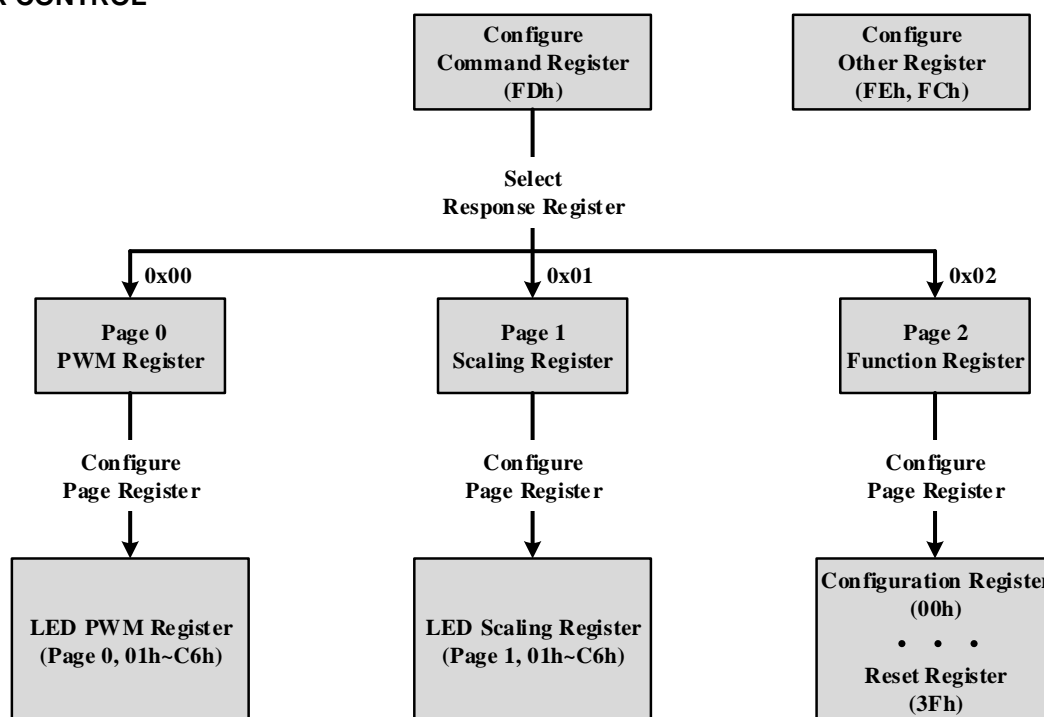 R CONTROL
Configure
Command Register
(FDh)
Configure
Other Register
(FEh, FCh)
Select
Response Register
0x00
0x01
0x02
Page 0
PWM Register
Page 1
Scaling Register
Page 2
Function Register
Configure
Page Register
Configure
Page Register
Configure
Page Register
LED PWM Register
(Page 0, 01h~C6h)
LED Scaling Register
(Page 1, 01h~C6h)
Configuration Register
(00h)
• • •
Reset Register
(3Fh)